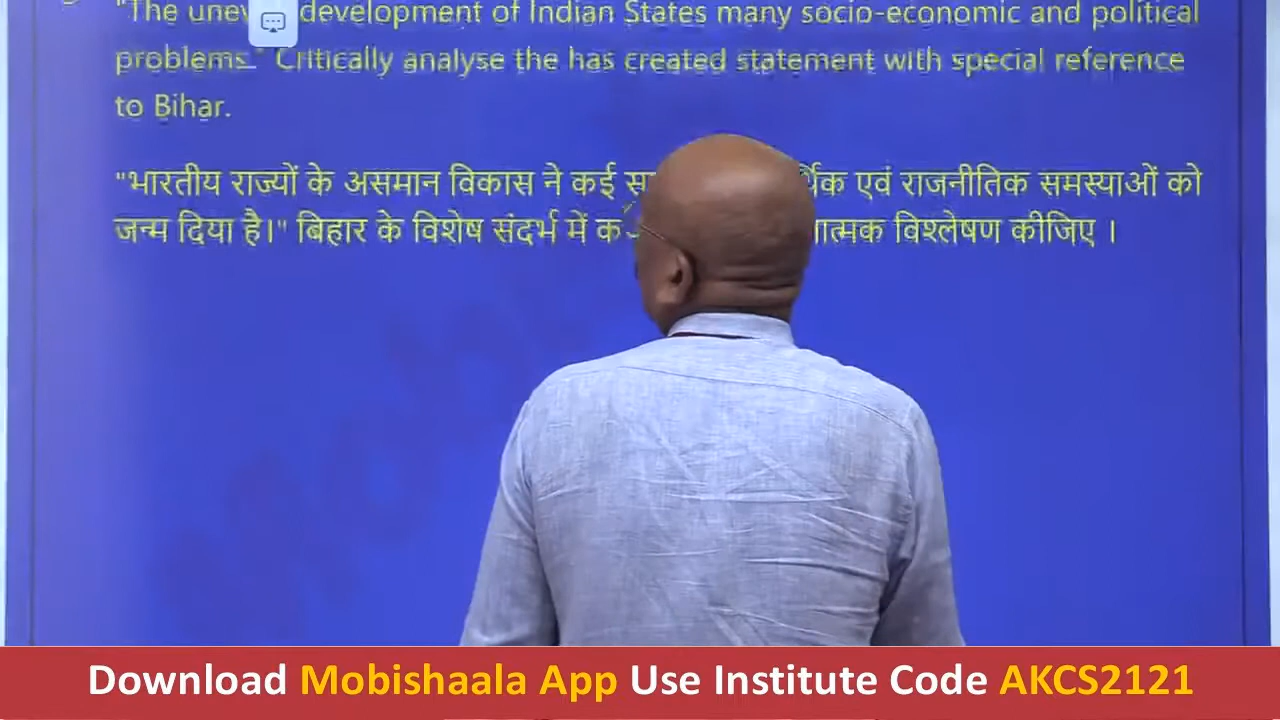 "The development of Indian States many socio-economic and political
problems." Critically analyse the has created statement with special reference
to Bihar.
"भारतीय राज्यों के असमान विकास ने कई एवं राजनीतिक समस्याओं को
जन्म दिया है।" बिहार के विशेष संदर्भ में विश्लेषण कीजिए ।
Download Mobishaala App Use Institute Code AKCS2121